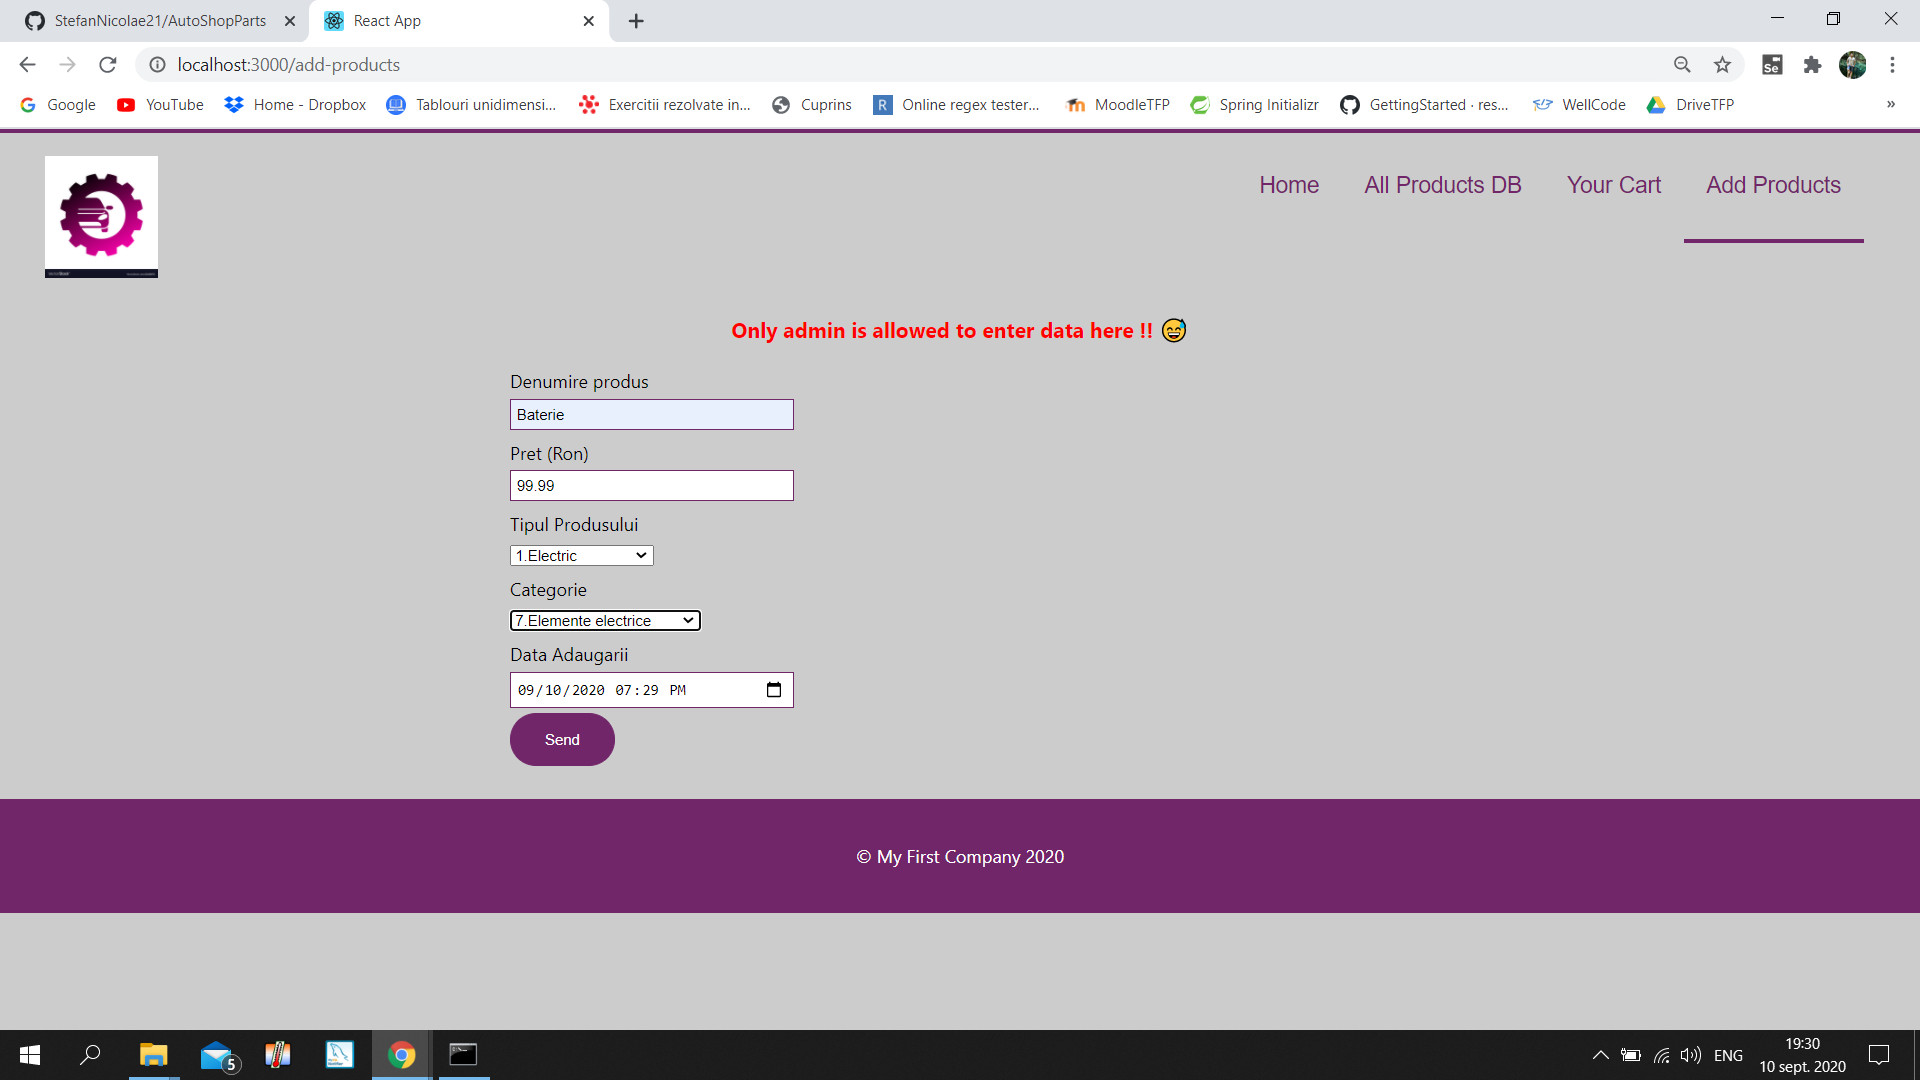 StefanNicolae21/AutoShopParts
React App
localhost:3000/add-products
Se
Google
YouTube
Home - Dropbox
Tablouri unidimensi...
Exercitii rezolvate in...
Cuprins
R
Online regex tester...
MoodleTFP
Spring Initializr
GettingStarted · res...
WellCode
DriveTFP
»
Home
All Products DB
Your Cart
Add Products
Only admin is allowed to enter data here !! 😅
Denumire produs
Baterie
Pret (Ron)
99.99
Tipul Produsului
1.Electric
Categorie
7.Elemente electrice
Data Adaugarii
09/10/2020 07:29 PM
Send
© My First Company 2020
5
ENG
19:30
10 sept. 2020